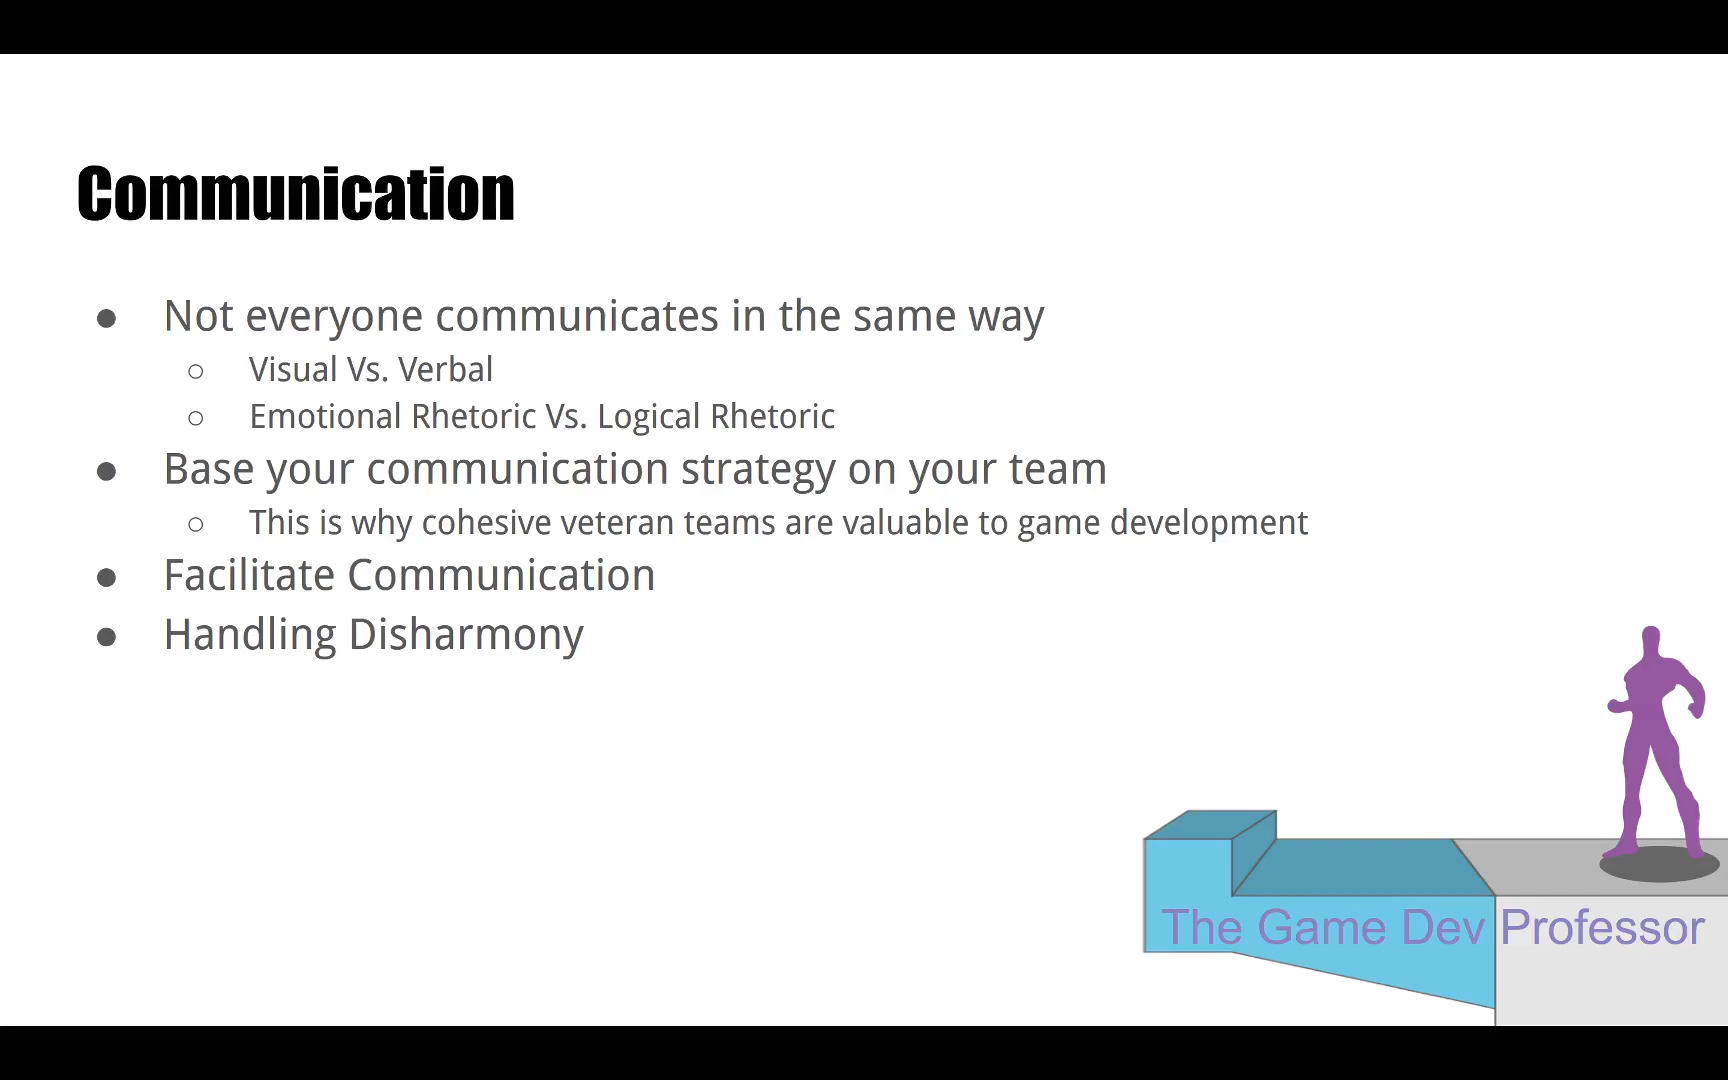 Communication
● Not everyone communicates in the same way
○ Visual Vs. Verbal
○ Emotional Rhetoric Vs. Logical Rhetoric
● Base your communication strategy on your team
○ This is why cohesive veteran teams are valuable to game development
● Facilitate Communication
● Handling Disharmony
The Game Dev Professor